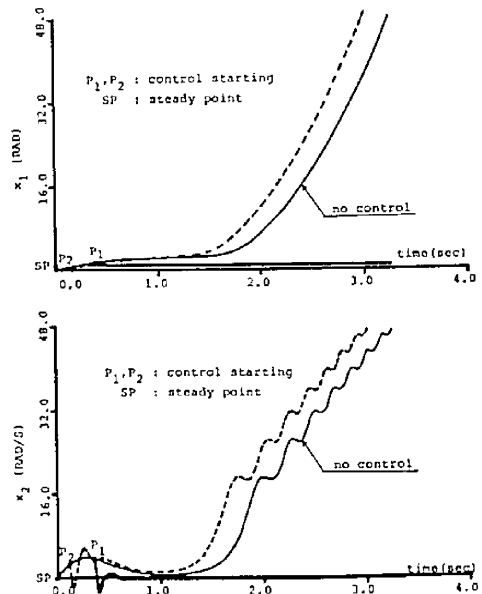 48.0
P1,P2 : control starting
SP : steady point
32.0
x1 (RAD)
16.0
no control
P2 P1
time(sec)
SP
0.0 1.0 2.0 3.0 4.0
48.0
P1,P2 : control starting
SP : steady point
32.0
x2 (RAD/S)
no control
16.0
P2 P1
time(sec)
SP
0.0 1.0 2.0 3.0 4.0